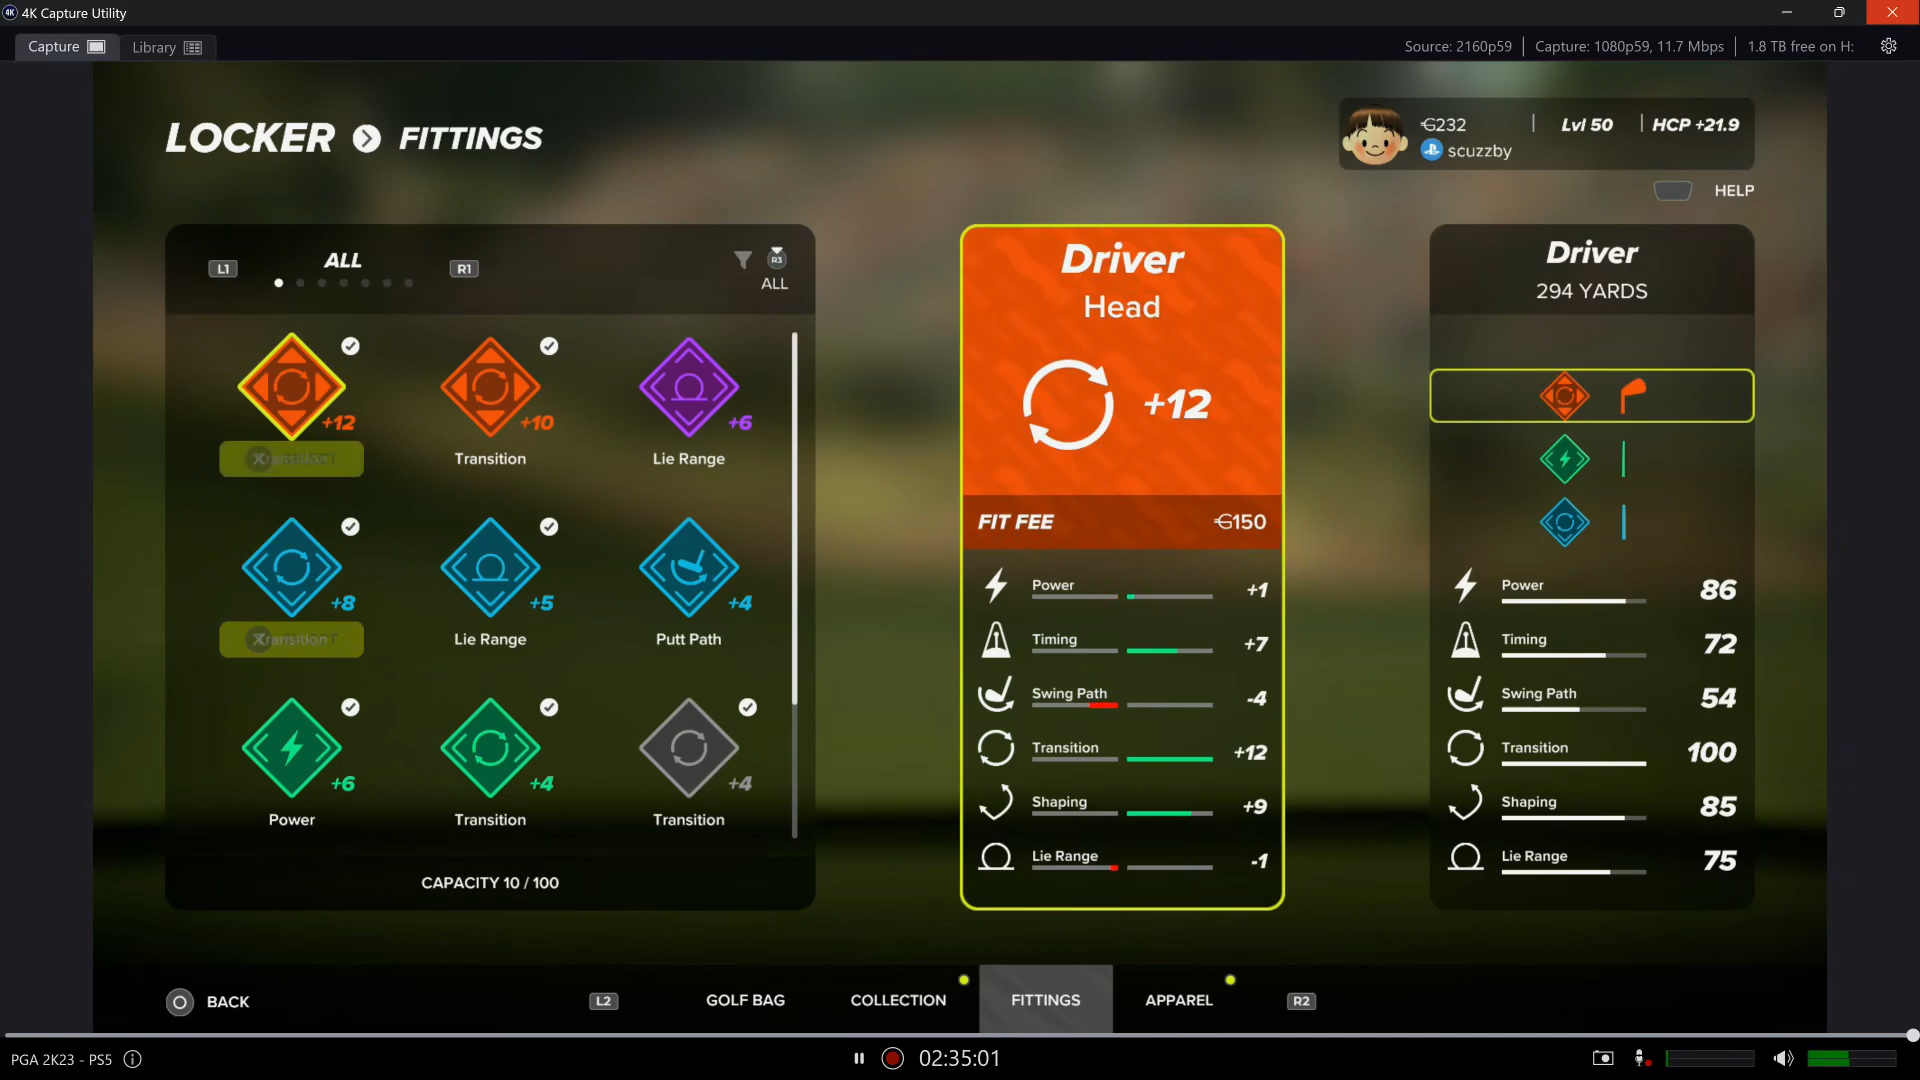 4K Capture Utility
Capture
Library
Source: 2160p59
Capture: 1080p59, 11.7 Mbps
1.8 TB free on H:
LOCKER FITTINGS
G232
Lvl 50
HCP +21.9
scuzzby
HELP
L1
ALL
R1
R3
ALL
+12
+10
+6
Transition
Transition
Lie Range
+8
+5
+4
Transition
Lie Range
Putt Path
+6
+4
+4
Power
Transition
Transition
CAPACITY 10 / 100
Driver
Head
+12
FIT FEE
G150
Power +1
Timing +7
Swing Path -4
Transition +12
Shaping +9
Lie Range -1
Driver
294 YARDS
Power 86
Timing 72
Swing Path 54
Transition 100
Shaping 85
Lie Range 75
BACK
L2
GOLF BAG
COLLECTION
FITTINGS
APPAREL
R2
PGA 2K23 - PS5
02:35:01